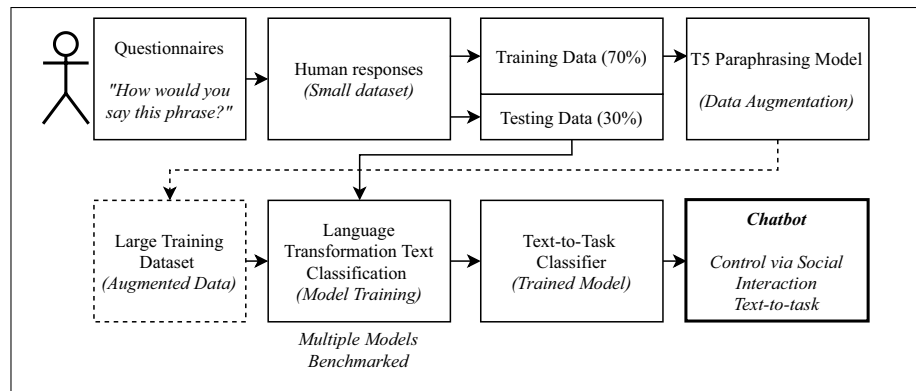 Questionnaires
"How would you
say this phrase?"
Human responses
(Small dataset)
Training Data (70%)
Testing Data (30%)
T5 Paraphrasing Model
(Data Augmentation)
Large Training
Dataset
(Augmented Data)
Language
Transformation Text
Classification
(Model Training)
Multiple Models
Benchmarked
Text-to-Task
Classifier
(Trained Model)
Chatbot
Control via Social
Interaction
Text-to-task